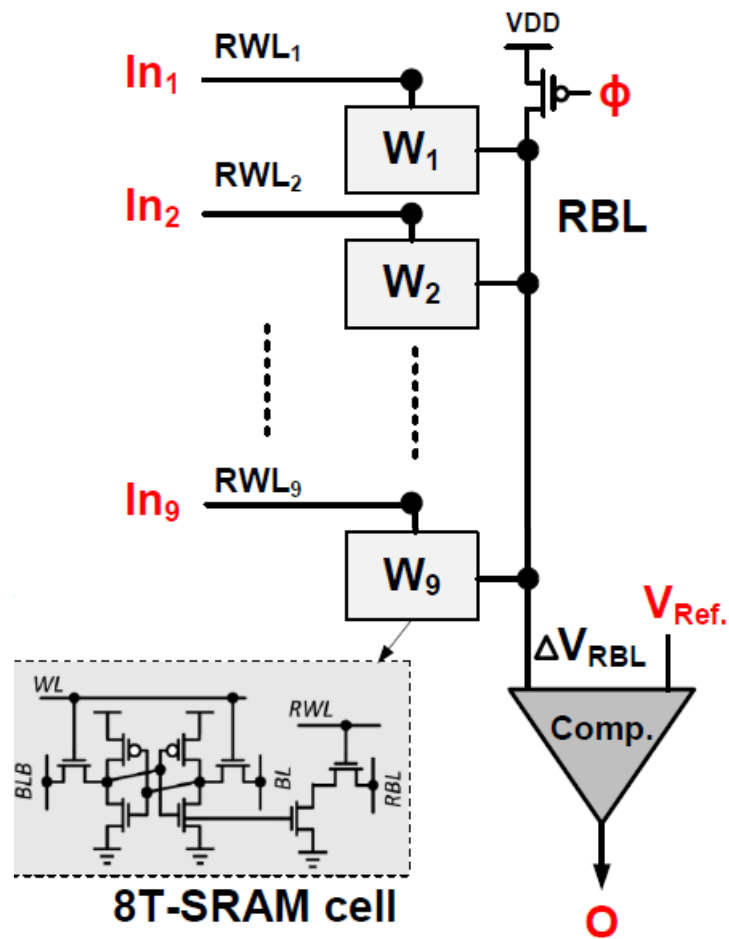 VDD
RWL1
In1
ϕ
W1
RWL2
In2
RBL
W2
RWL9
In9
W9
VRef.
△VRBL
WL
RWL
Comp.
BLB
BL
RBL
8T-SRAM cell
O